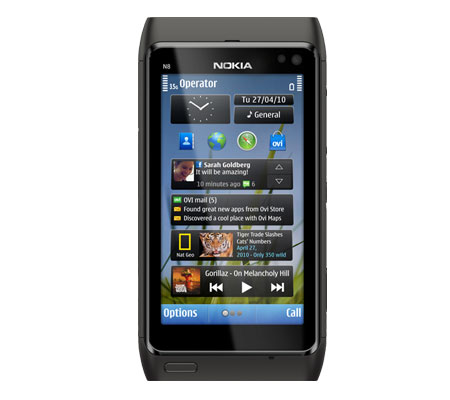 NOKIA
N8
3.5G Operator
Tu 27/04/10
General
ovi
Sarah Goldberg
It will be amazing!
10 minutes ago 6
OVI mail (5)
Found great new apps from Ovi Store
Discovered a cool place with Ovi Maps
Nat Geo
Tiger Trade Slashes
Cats' Numbers
April 27,
2010 - Only 350 wild
Gorillaz - On Melancholy Hill
Options
Call